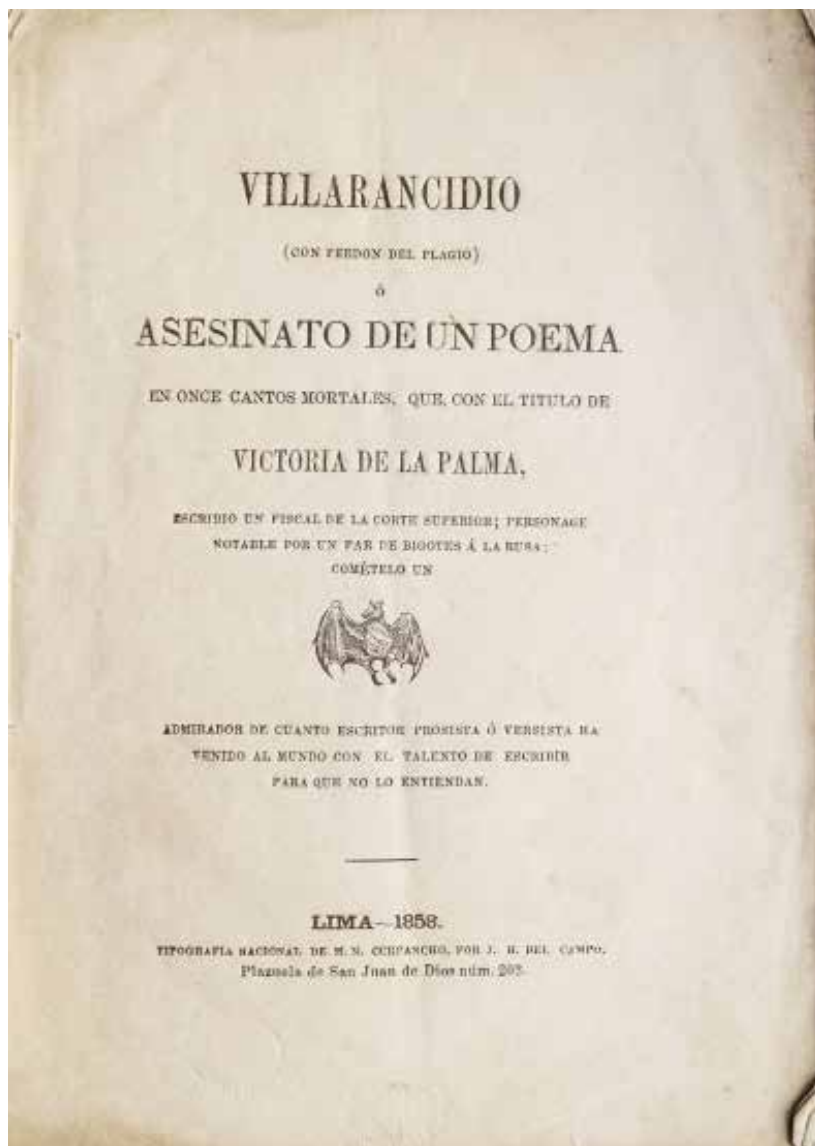 VILLARANCIDIO
(CON PERDON DEL PLAGIO)
ó
ASESINATO DE UN POEMA
EN ONCE CANTOS MORTALES, QUE, CON EL TITULO DE
VICTORIA DE LA PALMA,
ESCRIBIO UN FISCAL DE LA CORTE SUPERIOR; PERSONAGE
NOTABLE POR UN PAR DE BIGOTES Á LA RUSA;
COMÉTELO UN
ADMIRADOR DE CUANTO ESCRITOR PROSISTA Ó VERSISTA HA
VENIDO AL MUNDO CON EL TALENTO DE ESCRIBIR
PARA QUE NO LO ENTIENDAN.
LIMA—1858.
TIPOGRAFIA NACIONAL DE M. N. CORPANCHO, POR J. H. DEL CAMPO.
Plazuela de San Juan de Dios núm. 202.